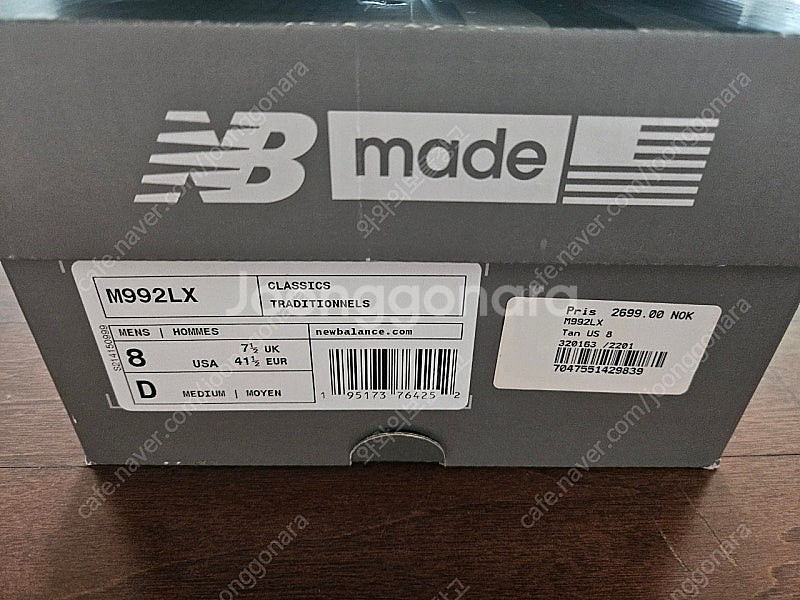 NB made
M992LX
CLASSICS
TRADITIONNELS
MENS | HOMMES
newbalance.com
8 USA
7½ UK
41½ EUR
D MEDIUM | MOYEN
1 95173 76425 2
S214150999
Pris 2699.00 NOK
M992LX
Tan US 8
320163 /2201
7047551429839
Joonggonara
cafe.naver.com/joonggonara